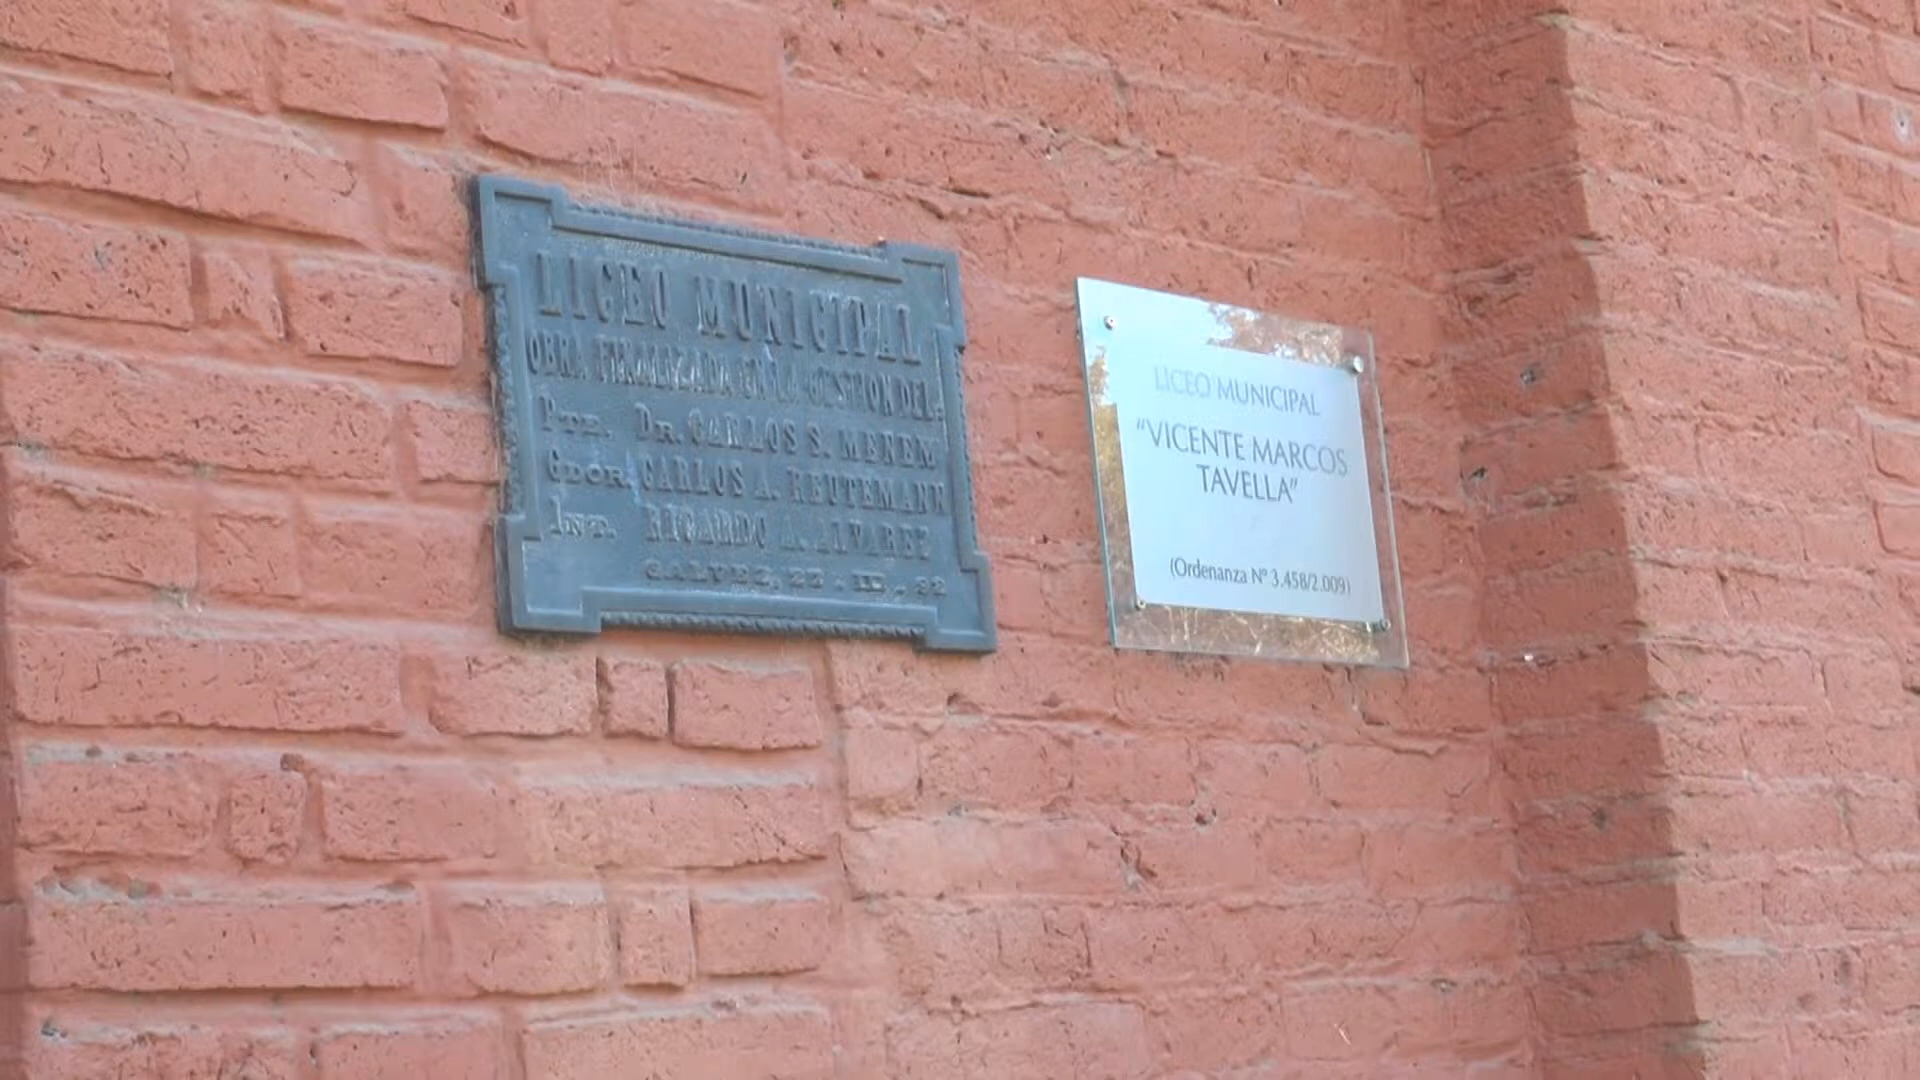 LICEO MUNICIPAL
OBRA FINALIZADA EN LA GESTION DEL:
PTE. DR. CARLOS S. MENEM
GDOR. CARLOS A. REUTEMANN
INT. RICARDO A. ALVAREZ
GALVEZ, 22 . III . 92
LICEO MUNICIPAL
“VICENTE MARCOS
TAVELLA”
(Ordenanza Nº 3.458/2.009)